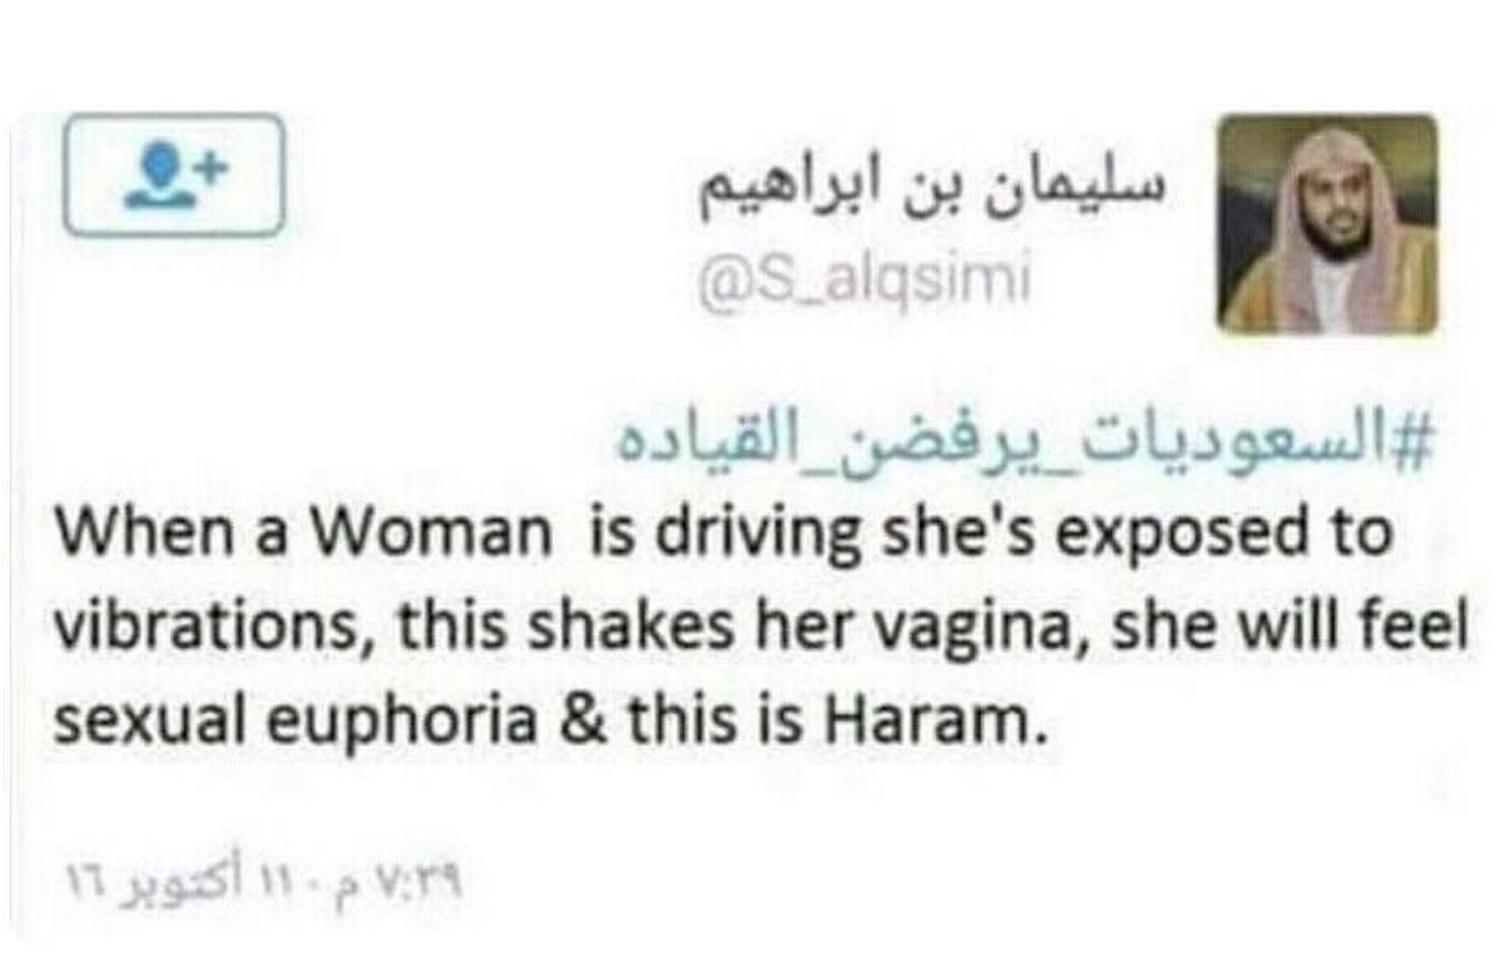 سليمان بن ابراهيم
@S_alqsimi
#السعوديات_يرفضن_القياده
When a Woman is driving she's exposed to
vibrations, this shakes her vagina, she will feel
sexual euphoria & this is Haram.
٧:٣٩ م - ١١ أكتوبر ١٦